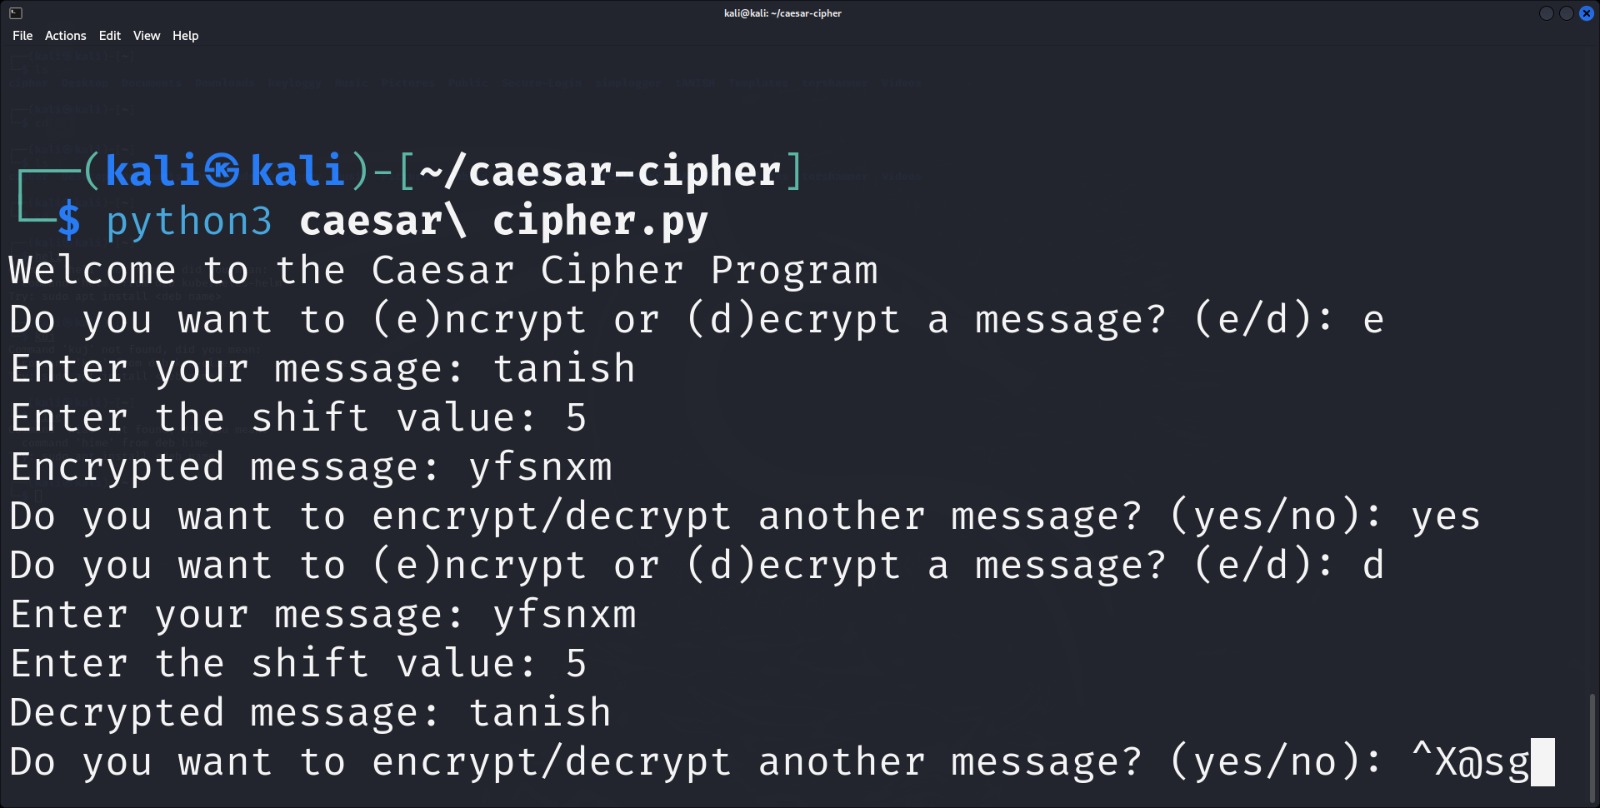 kali@kali: ~/caesar-cipher
File Actions Edit View Help
┌──(kali㉿kali)-[~/caesar-cipher]
└─$ python3 caesar\ cipher.py
Welcome to the Caesar Cipher Program
Do you want to (e)ncrypt or (d)ecrypt a message? (e/d): e
Enter your message: tanish
Enter the shift value: 5
Encrypted message: yfsnxm
Do you want to encrypt/decrypt another message? (yes/no): yes
Do you want to (e)ncrypt or (d)ecrypt a message? (e/d): d
Enter your message: yfsnxm
Enter the shift value: 5
Decrypted message: tanish
Do you want to encrypt/decrypt another message? (yes/no): ^X@sg